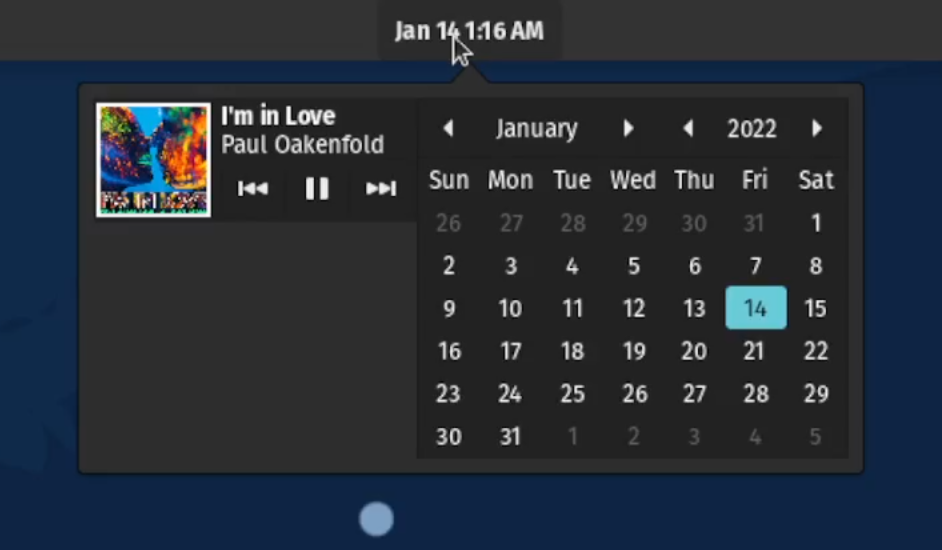 Jan 14 1:16 AM
I'm in Love
Paul Oakenfold
January 2022
Sun Mon Tue Wed Thu Fri Sat
26 27 28 29 30 31 1
2 3 4 5 6 7 8
9 10 11 12 13 14 15
16 17 18 19 20 21 22
23 24 25 26 27 28 29
30 31 1 2 3 4 5